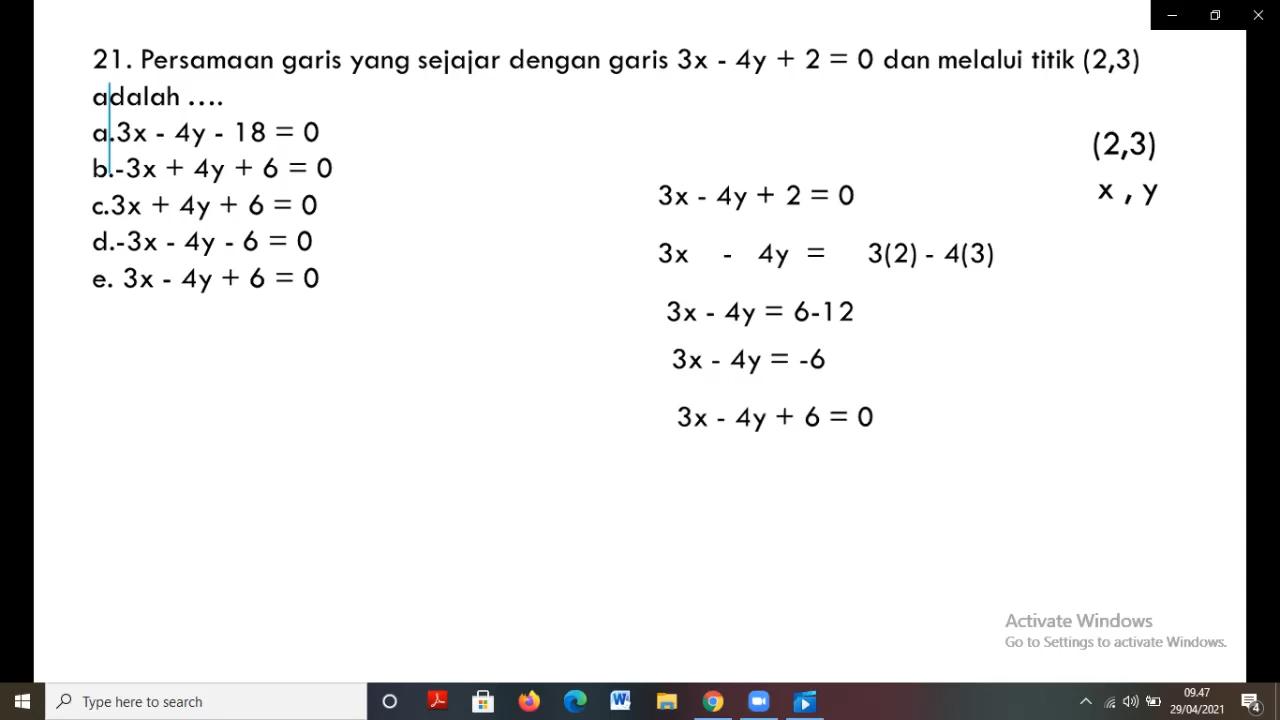 21. Persamaan garis yang sejajar dengan garis 3x - 4y + 2 = 0 dan melalui titik (2,3)
adalah ....
a.3x - 4y - 18 = 0
b.-3x + 4y + 6 = 0
c.3x + 4y + 6 = 0
d.-3x - 4y - 6 = 0
e. 3x - 4y + 6 = 0
(2,3)
x , y
3x - 4y + 2 = 0
3x - 4y = 3(2) - 4(3)
3x - 4y = 6-12
3x - 4y = -6
3x - 4y + 6 = 0
Activate Windows
Go to Settings to activate Windows.
Type here to search
09.47
29/04/2021
4